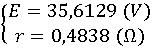 E = 35,6129 (V)
r = 0,4838 (Ω)